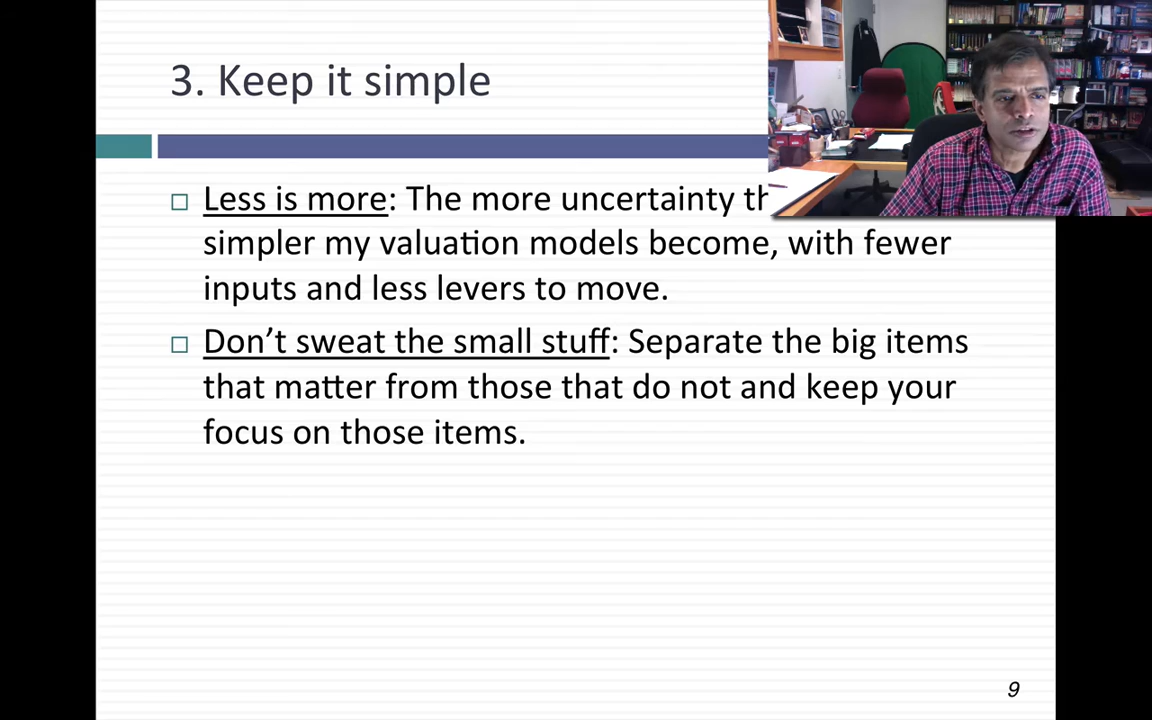 3. Keep it simple
Less is more: The more uncertainty
simpler my valuation models become, with fewer
inputs and less levers to move.
Don’t sweat the small stuff: Separate the big items
that matter from those that do not and keep your
focus on those items.
9